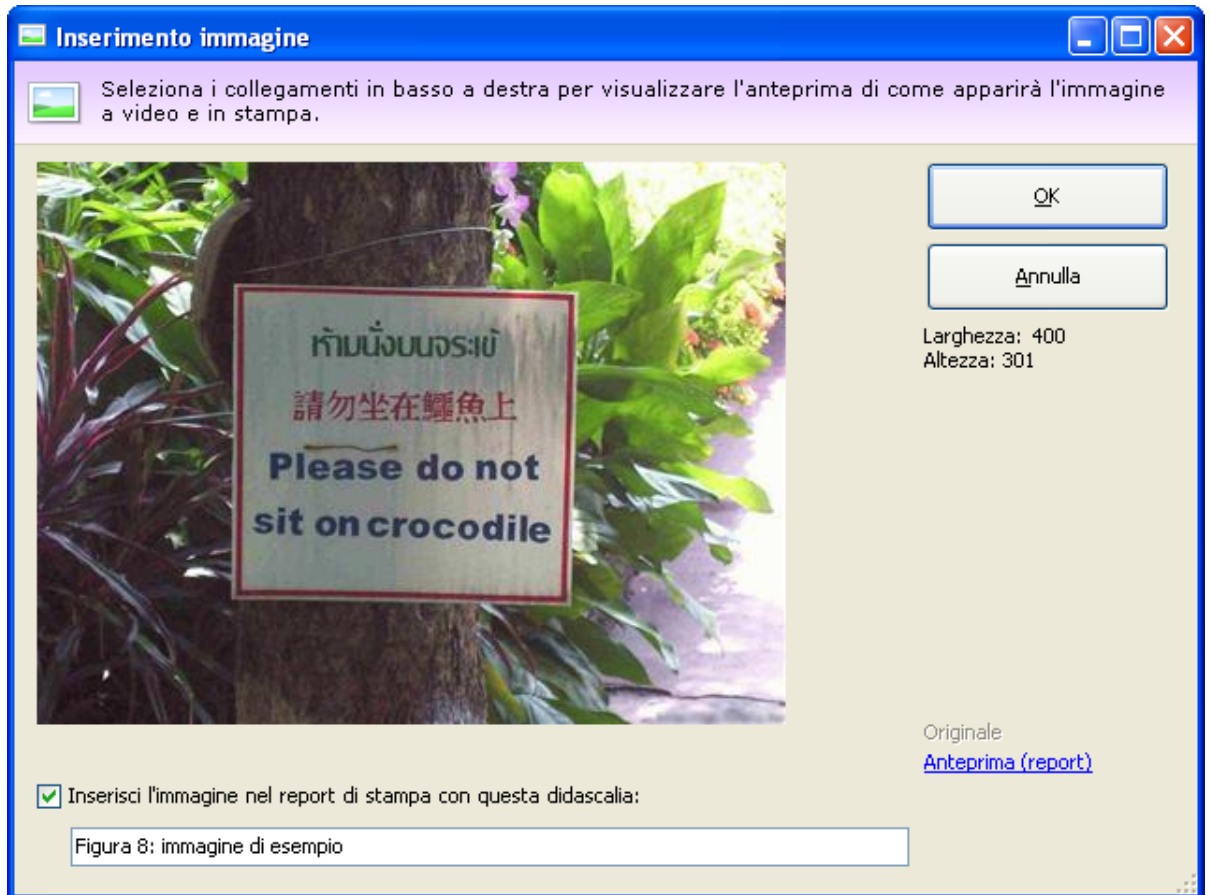 Inserimento immagine
Seleziona i collegamenti in basso a destra per visualizzare l'anteprima di come apparirà l'immagine
a video e in stampa.
ห้ามนั่งบนจระเข้
請勿坐在鱷魚上
Please do not
sit on crocodile
OK
Annulla
Larghezza: 400
Altezza: 301
Originale
Anteprima (report)
Inserisci l'immagine nel report di stampa con questa didascalia:
Figura 8: immagine di esempio